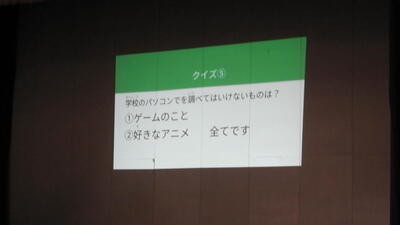 クイズ⑤
学校のパソコンでを調べてはいけないものは？
①ゲームのこと
②好きなアニメ　　全てです